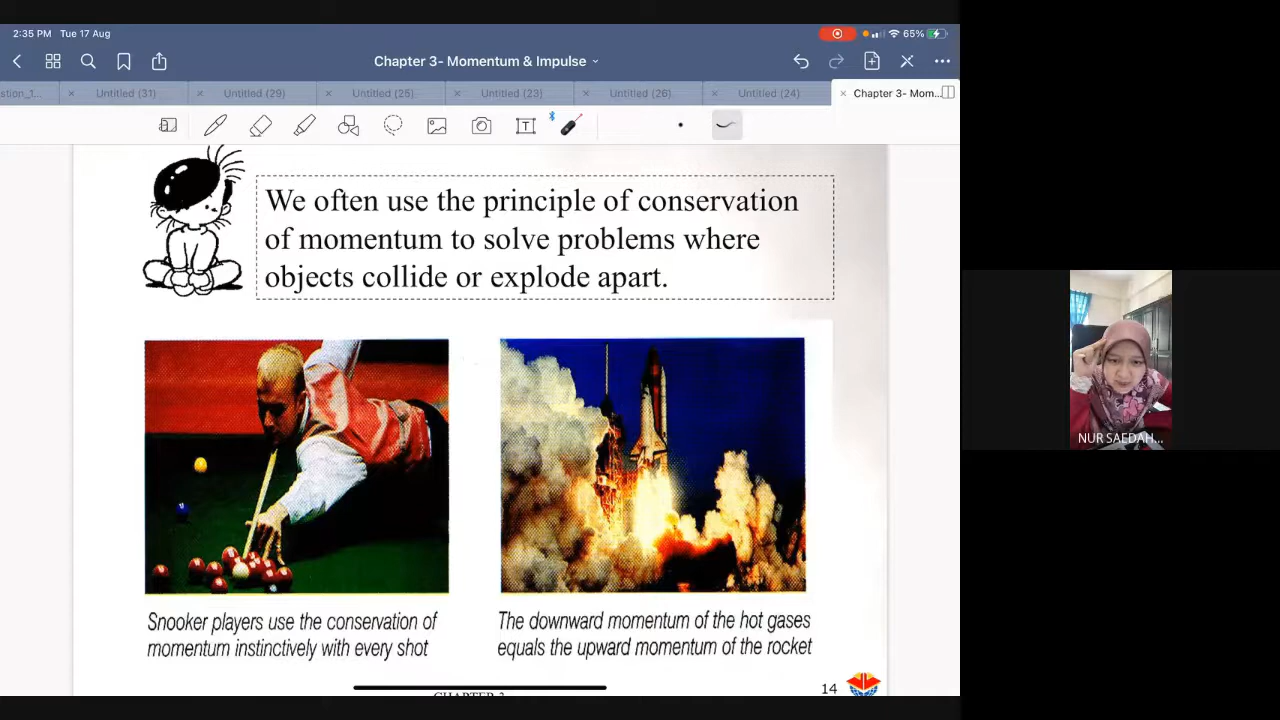 2:35 PM Tue 17 Aug
65%
Chapter 3- Momentum & Impulse
stion_1...
Untitled (31)
Untitled (29)
Untitled (25)
Untitled (23)
Untitled (26)
Untitled (24)
Chapter 3- Mom...
T
We often use the principle of conservation
of momentum to solve problems where
objects collide or explode apart.
Snooker players use the conservation of
momentum instinctively with every shot
The downward momentum of the hot gases
equals the upward momentum of the rocket
CHAPTER 3
14
NUR SAEDAH...